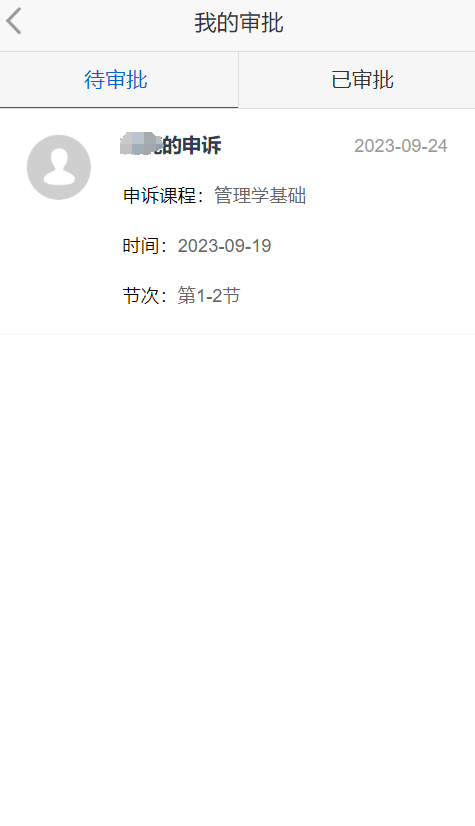 我的审批
待审批
已审批
的申诉
2023-09-24
申诉课程：管理学基础
时间：2023-09-19
节次：第1-2节